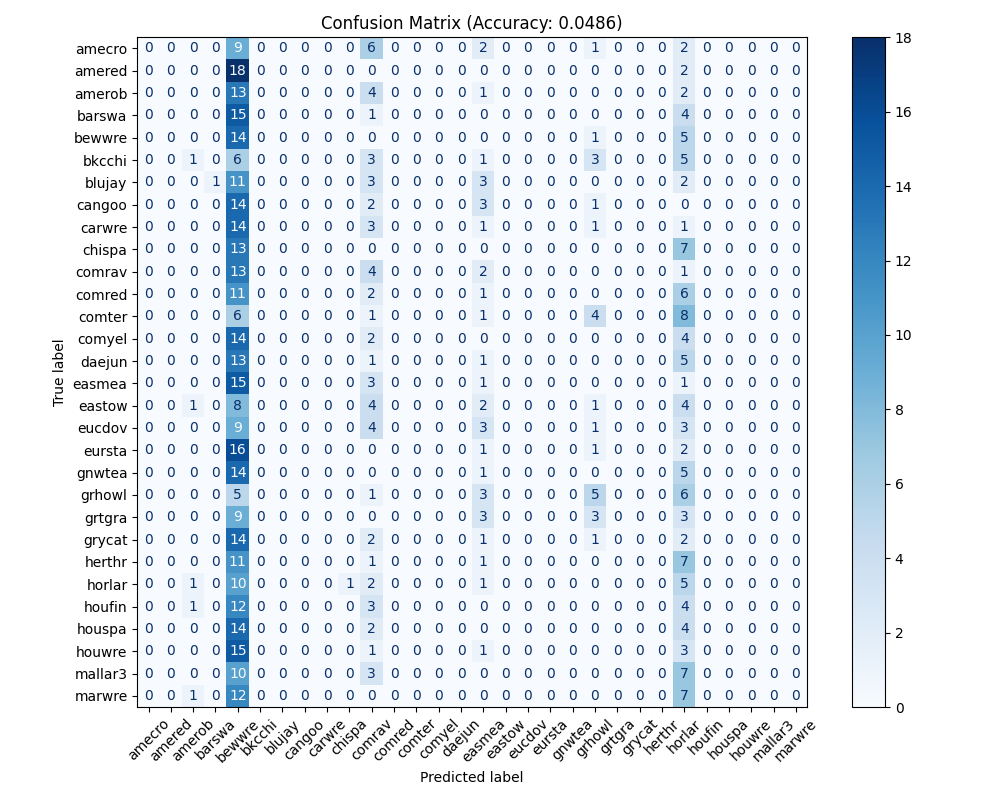 Confusion Matrix (Accuracy: 0.0486)
amecro 0 0 0 0 9 0 0 0 0 0 6 0 0 0 0 2 0 0 0 0 1 0 0 0 2 0 0 0 0 0
amered 0 0 0 0 18 0 0 0 0 0 0 0 0 0 0 0 0 0 0 0 0 0 0 0 2 0 0 0 0 0
amerob 0 0 0 0 13 0 0 0 0 0 4 0 0 0 0 1 0 0 0 0 0 0 0 0 2 0 0 0 0 0
barswa 0 0 0 0 15 0 0 0 0 0 1 0 0 0 0 0 0 0 0 0 0 0 0 0 4 0 0 0 0 0
bewwre 0 0 0 0 14 0 0 0 0 0 0 0 0 0 0 0 0 0 0 0 1 0 0 0 5 0 0 0 0 0
bkcchi 0 0 1 0 6 0 0 0 0 0 3 0 0 0 0 1 0 0 0 0 3 0 0 0 5 0 0 0 0 0
blujay 0 0 0 1 11 0 0 0 0 0 3 0 0 0 0 3 0 0 0 0 0 0 0 0 2 0 0 0 0 0
cangoo 0 0 0 0 14 0 0 0 0 0 2 0 0 0 0 3 0 0 0 0 1 0 0 0 0 0 0 0 0 0
carwre 0 0 0 0 14 0 0 0 0 0 3 0 0 0 0 1 0 0 0 0 1 0 0 0 1 0 0 0 0 0
chispa 0 0 0 0 13 0 0 0 0 0 0 0 0 0 0 0 0 0 0 0 0 0 0 0 7 0 0 0 0 0
comrav 0 0 0 0 13 0 0 0 0 0 4 0 0 0 0 2 0 0 0 0 0 0 0 0 1 0 0 0 0 0
comred 0 0 0 0 11 0 0 0 0 0 2 0 0 0 0 1 0 0 0 0 0 0 0 0 6 0 0 0 0 0
comter 0 0 0 0 6 0 0 0 0 0 1 0 0 0 0 1 0 0 0 0 4 0 0 0 8 0 0 0 0 0
comyel 0 0 0 0 14 0 0 0 0 0 2 0 0 0 0 0 0 0 0 0 0 0 0 0 4 0 0 0 0 0
daejun 0 0 0 0 13 0 0 0 0 0 1 0 0 0 0 1 0 0 0 0 0 0 0 0 5 0 0 0 0 0
easmea 0 0 0 0 15 0 0 0 0 0 3 0 0 0 0 1 0 0 0 0 0 0 0 0 1 0 0 0 0 0
eastow 0 0 1 0 8 0 0 0 0 0 4 0 0 0 0 2 0 0 0 0 1 0 0 0 4 0 0 0 0 0
eucdov 0 0 0 0 9 0 0 0 0 0 4 0 0 0 0 3 0 0 0 0 1 0 0 0 3 0 0 0 0 0
eursta 0 0 0 0 16 0 0 0 0 0 0 0 0 0 0 1 0 0 0 0 1 0 0 0 2 0 0 0 0 0
gnwtea 0 0 0 0 14 0 0 0 0 0 0 0 0 0 0 1 0 0 0 0 0 0 0 0 5 0 0 0 0 0
grhowl 0 0 0 0 5 0 0 0 0 0 1 0 0 0 0 3 0 0 0 0 5 0 0 0 6 0 0 0 0 0
grtgra 0 0 0 0 9 0 0 0 0 0 0 0 0 0 0 3 0 0 0 0 3 0 0 0 3 0 0 0 0 0
grycat 0 0 0 0 14 0 0 0 0 0 2 0 0 0 0 1 0 0 0 0 1 0 0 0 2 0 0 0 0 0
herthr 0 0 0 0 11 0 0 0 0 0 1 0 0 0 0 1 0 0 0 0 0 0 0 0 7 0 0 0 0 0
horlar 0 0 1 0 10 0 0 0 0 1 2 0 0 0 0 1 0 0 0 0 0 0 0 0 5 0 0 0 0 0
houfin 0 0 1 0 12 0 0 0 0 0 3 0 0 0 0 0 0 0 0 0 0 0 0 0 4 0 0 0 0 0
houspa 0 0 0 0 14 0 0 0 0 0 2 0 0 0 0 0 0 0 0 0 0 0 0 0 4 0 0 0 0 0
houwre 0 0 0 0 15 0 0 0 0 0 1 0 0 0 0 1 0 0 0 0 0 0 0 0 3 0 0 0 0 0
mallar3 0 0 0 0 10 0 0 0 0 0 3 0 0 0 0 0 0 0 0 0 0 0 0 0 7 0 0 0 0 0
marwre 0 0 1 0 12 0 0 0 0 0 0 0 0 0 0 0 0 0 0 0 0 0 0 0 7 0 0 0 0 0
True label
amecro amered amerob barswa bewwre bkcchi blujay cangoo carwre chispa comrav comred comter comyel daejun easmea eastow eucdov eursta gnwtea grhowl grtgra grycat herthr horlar houfin houspa houwre mallar3 marwre
Predicted label
18
16
14
12
10
8
6
4
2
0